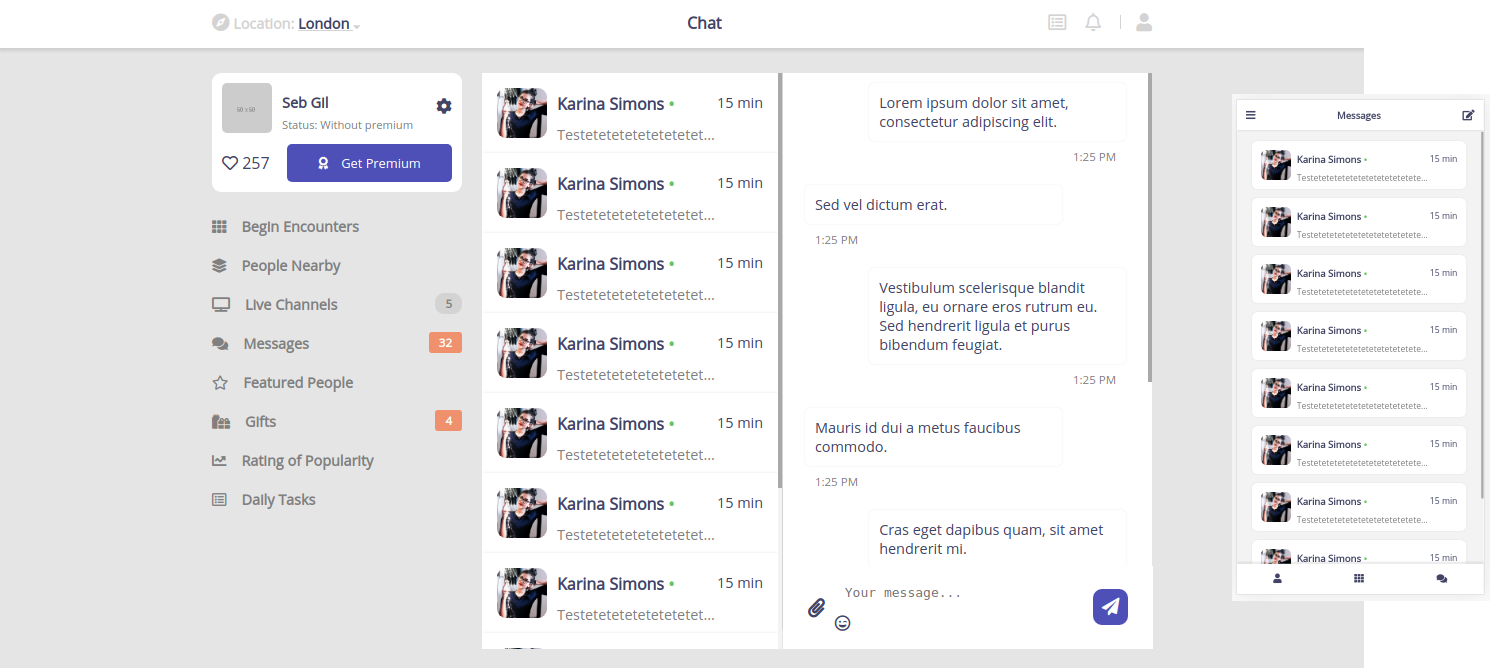 Location: London
Chat
60 x 60
Seb Gil
Status: Without premium
257
Get Premium
Begin Encounters
People Nearby
Live Channels
5
Messages
32
Featured People
Gifts
4
Rating of Popularity
Daily Tasks
Karina Simons
15 min
Testetetetetetetetetet...
Karina Simons
15 min
Testetetetetetetetetet...
Karina Simons
15 min
Testetetetetetetetetet...
Karina Simons
15 min
Testetetetetetetetetet...
Karina Simons
15 min
Testetetetetetetetetet...
Karina Simons
15 min
Testetetetetetetetetet...
Karina Simons
15 min
Testetetetetetetetetet...
Lorem ipsum dolor sit amet,
consectetur adipiscing elit.
1:25 PM
Sed vel dictum erat.
1:25 PM
Vestibulum scelerisque blandit
ligula, eu ornare eros rutrum eu.
Sed hendrerit ligula et purus
bibendum feugiat.
1:25 PM
Mauris id dui a metus faucibus
commodo.
1:25 PM
Cras eget dapibus quam, sit amet
hendrerit mi.
Your message...
Messages
Karina Simons
15 min
Testetetetetetetetetetetetetete...
Karina Simons
15 min
Testetetetetetetetetetetetetete...
Karina Simons
15 min
Testetetetetetetetetetetetetete...
Karina Simons
15 min
Testetetetetetetetetetetetetete...
Karina Simons
15 min
Testetetetetetetetetetetetetete...
Karina Simons
15 min
Testetetetetetetetetetetetetete...
Karina Simons
15 min
Testetetetetetetetetetetetetete...
Karina Simons
15 min